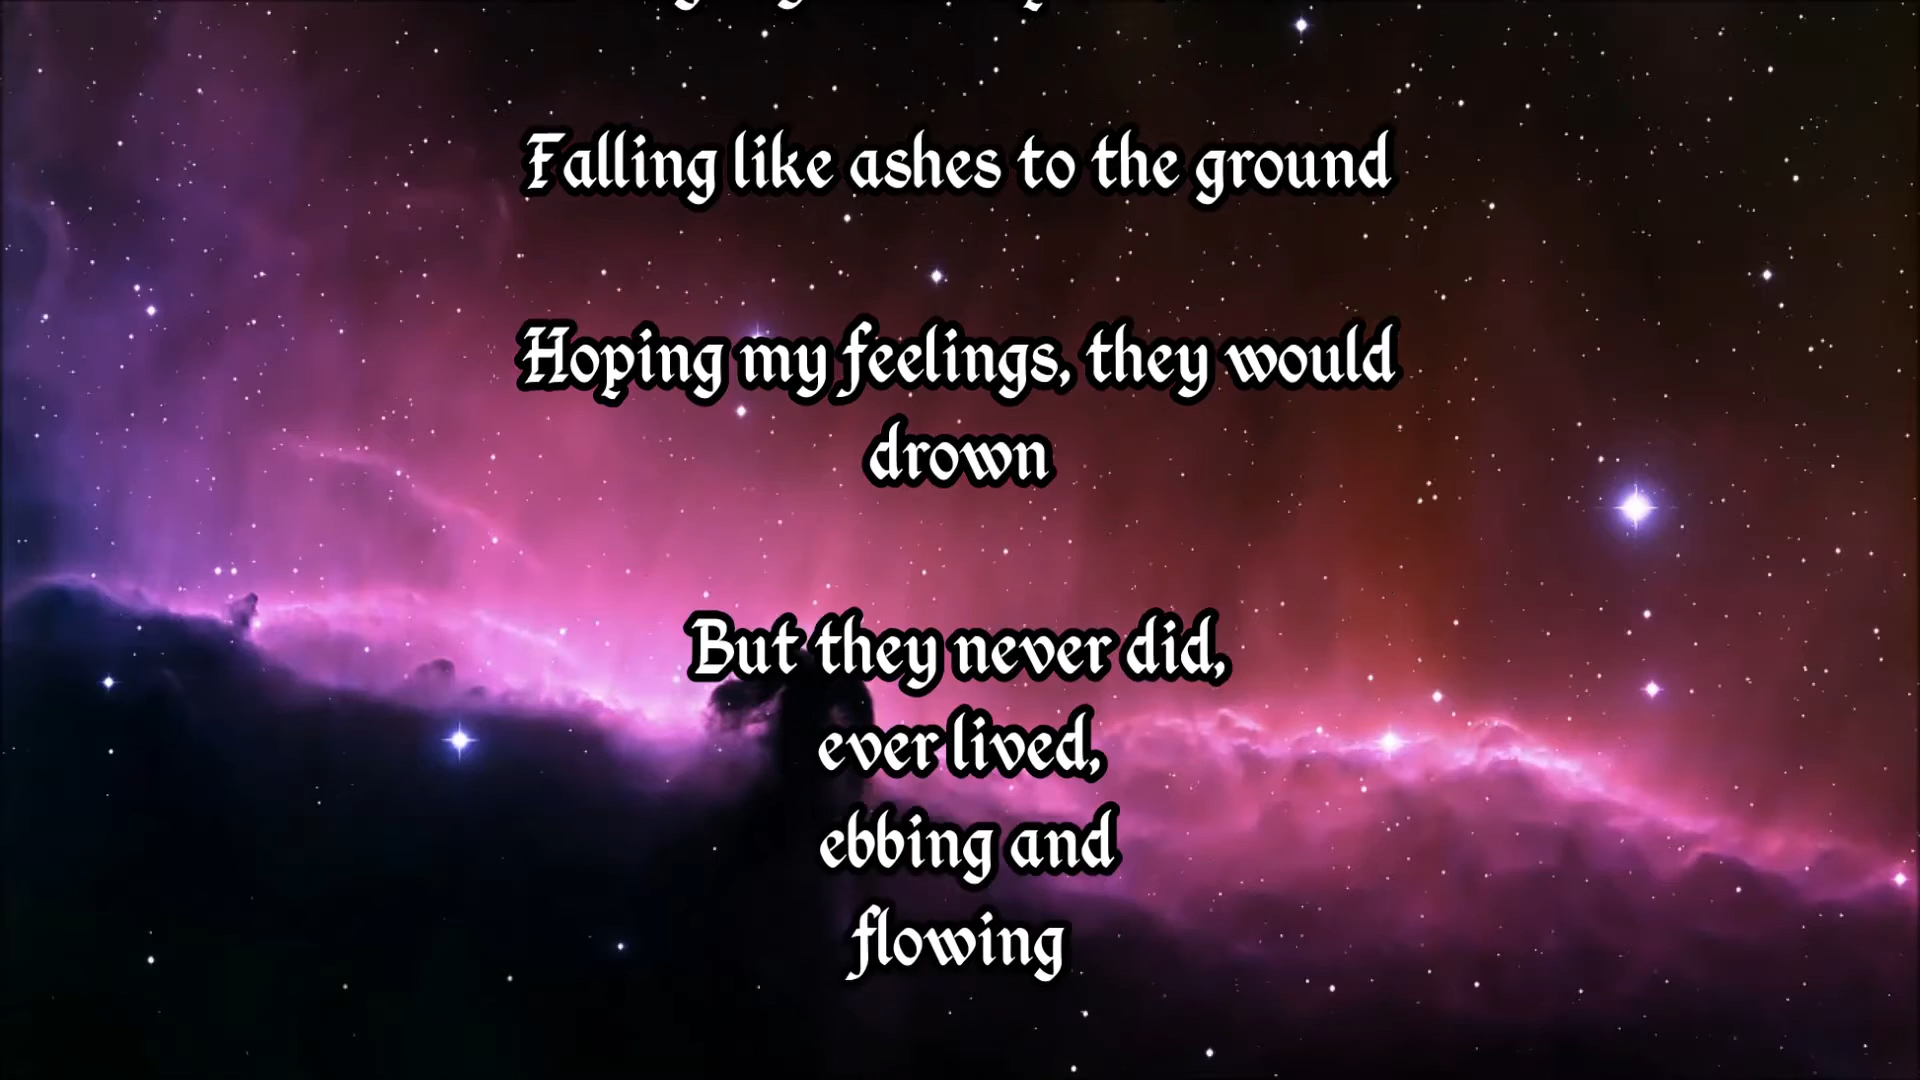 Falling like ashes to the ground
Hoping my feelings, they would
drown
But they never did,
ever lived,
ebbing and
flowing